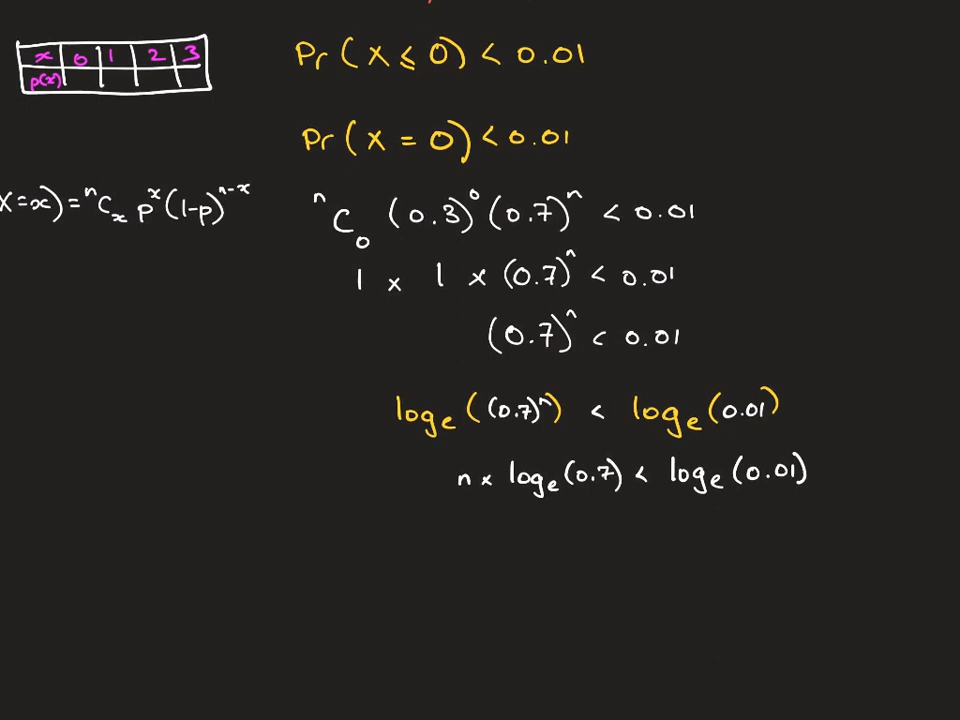 x 0 1 2 3
p(x)
Pr(X ≤ 0) < 0.01
Pr(X = 0) < 0.01
X=x) = ⁿCₓ pˣ(1-p)ⁿ⁻ˣ
ⁿC₀ (0.3)⁰ (0.7)ⁿ < 0.01
1 × 1 × (0.7)ⁿ < 0.01
(0.7)ⁿ < 0.01
logₑ((0.7)ⁿ) < logₑ(0.01)
n × logₑ(0.7) < logₑ(0.01)